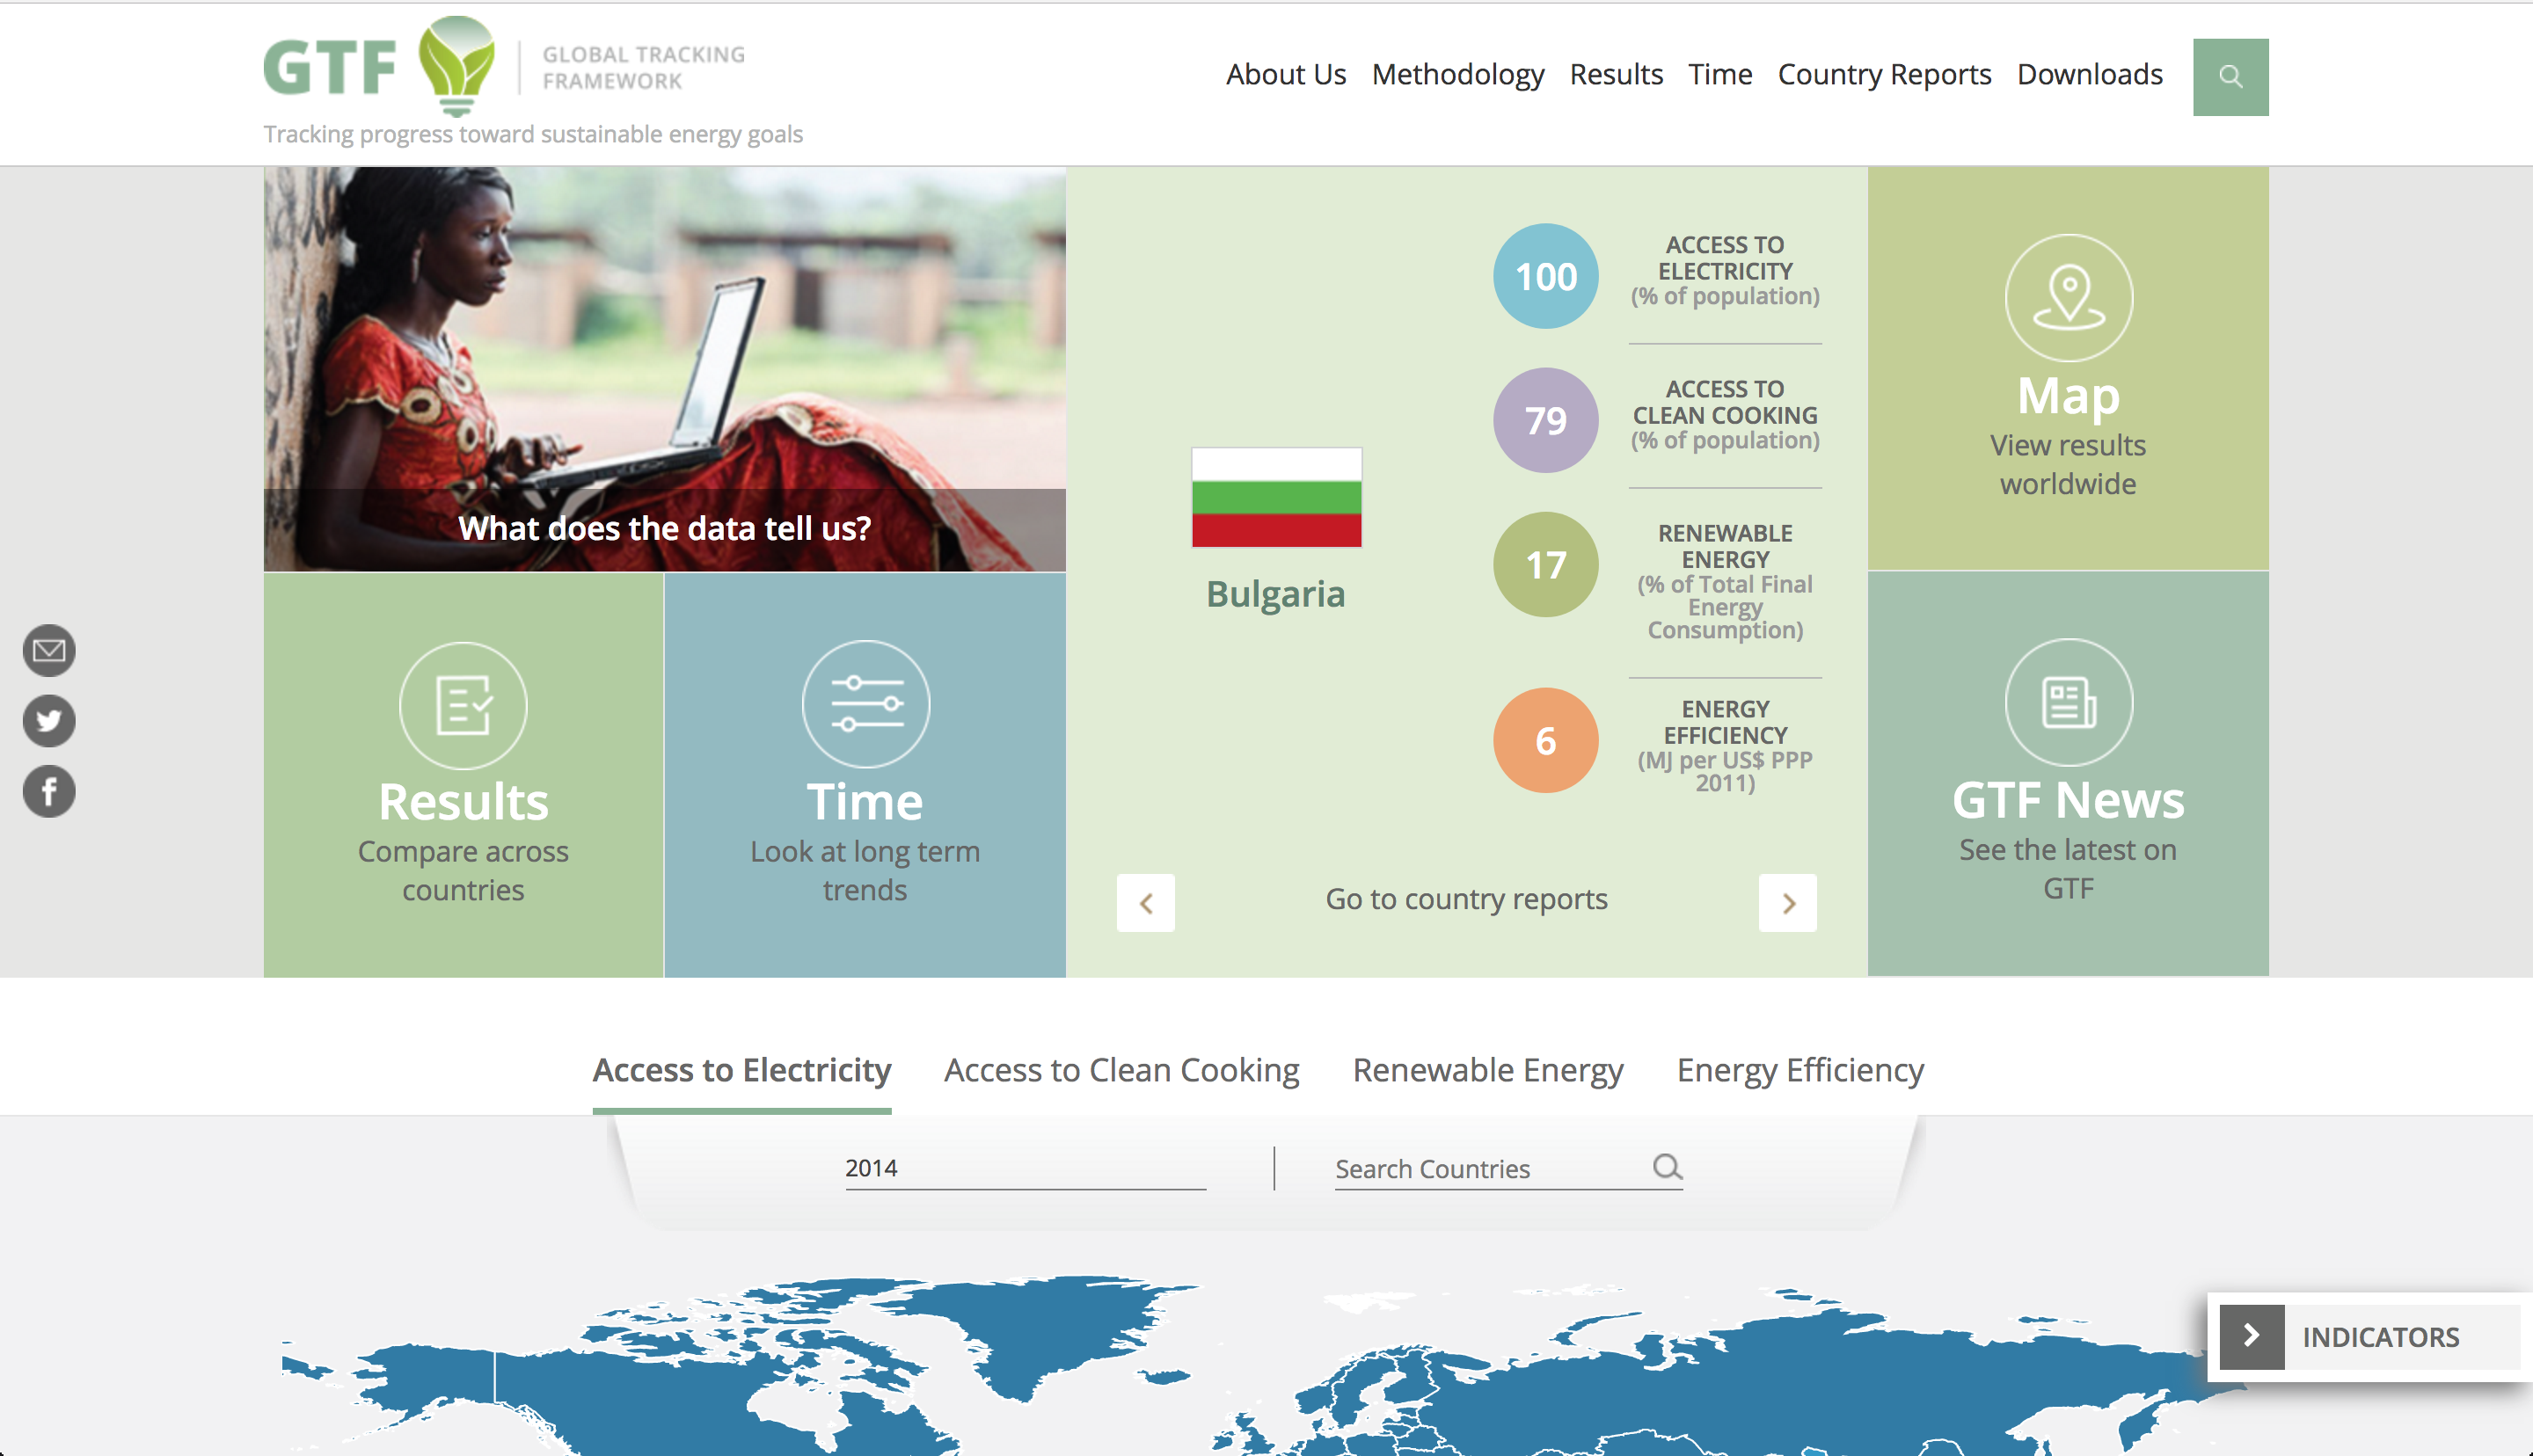 GTF
GLOBAL TRACKING
FRAMEWORK
Tracking progress toward sustainable energy goals
About Us
Methodology
Results
Time
Country Reports
Downloads
What does the data tell us?
Results
Compare across
countries
Time
Look at long term
trends
Bulgaria
100
ACCESS TO
ELECTRICITY
(% of population)
79
ACCESS TO
CLEAN COOKING
(% of population)
17
RENEWABLE
ENERGY
(% of Total Final
Energy
Consumption)
6
ENERGY
EFFICIENCY
(MJ per US$ PPP
2011)
Go to country reports
Map
View results
worldwide
GTF News
See the latest on
GTF
Access to Electricity
Access to Clean Cooking
Renewable Energy
Energy Efficiency
2014
Search Countries
INDICATORS